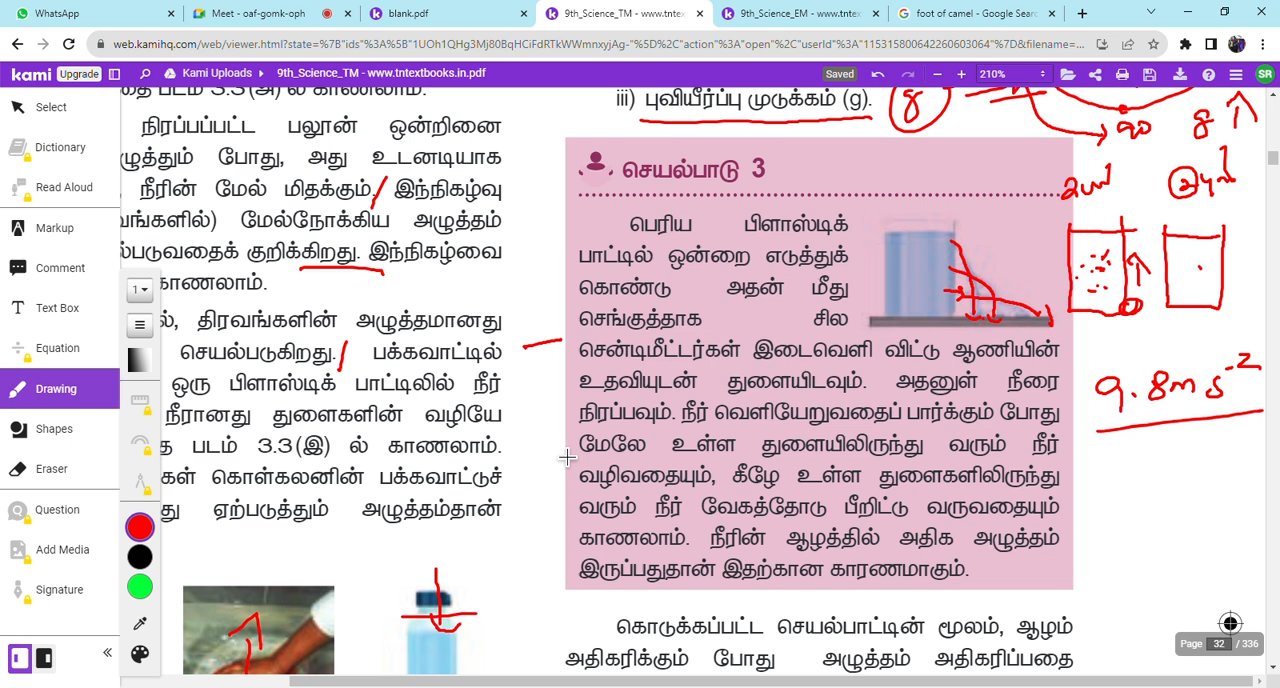 WhatsApp
Meet - oaf-gomk-oph
blank.pdf
9th_Science_TM - www.tntex
9th_Science_EM - www.tntex
foot of camel - Google Sear
web.kamihq.com/web/viewer.html?state=%7B"ids"%3A%5B"1UOh1QHg3Mj80BqHCiFdRTkWWmnxyjAg-"%5D%2C"action"%3A"open"%2C"userId"%3A"115315800642260603064"%7D&filename=...
kami Upgrade
Kami Uploads > 9th_Science_TM - www.tntextbooks.in.pdf
Saved
210%
SR
Select
Dictionary
Read Aloud
Markup
Comment
Text Box
Equation
Drawing
Shapes
Eraser
Question
Add Media
Signature
1
தை படம் 3.3(அ) ல் காணலாம்.
நிரப்பப்பட்ட பலூன் ஒன்றினை
ழுத்தும் போது, அது உடனடியாக
நீரின் மேல் மிதக்கும். இந்நிகழ்வு
வங்களில்) மேல்நோக்கிய அழுத்தம்
ல்படுவதைக் குறிக்கிறது. இந்நிகழ்வை
காணலாம்.
ல், திரவங்களின் அழுத்தமானது
செயல்படுகிறது. பக்கவாட்டில்
ஒரு பிளாஸ்டிக் பாட்டிலில் நீர்
நீரானது துளைகளின் வழியே
தை படம் 3.3(இ) ல் காணலாம்.
கள் கொள்கலனின் பக்கவாட்டுச்
து ஏற்படுத்தும் அழுத்தம்தான்
iii) புவியீர்ப்பு முடுக்கம் (g).
செயல்பாடு 3
பெரிய பிளாஸ்டிக்
பாட்டில் ஒன்றை எடுத்துக்
கொண்டு அதன் மீது
செங்குத்தாக சில
சென்டிமீட்டர்கள் இடைவெளி விட்டு ஆணியின்
உதவியுடன் துளையிடவும். அதனுள் நீரை
நிரப்பவும். நீர் வெளியேறுவதைப் பார்க்கும் போது
மேலே உள்ள துளையிலிருந்து வரும் நீர்
வழிவதையும், கீழே உள்ள துளைகளிலிருந்து
வரும் நீர் வேகத்தோடு பீறிட்டு வருவதையும்
காணலாம். நீரின் ஆழத்தில் அதிக அழுத்தம்
இருப்பதுதான் இதற்கான காரணமாகும்.
கொடுக்கப்பட்ட செயல்பாட்டின் மூலம், ஆழம்
அதிகரிக்கும் போது அழுத்தம் அதிகரிப்பதை
9.8m s-2
Page 32 / 336